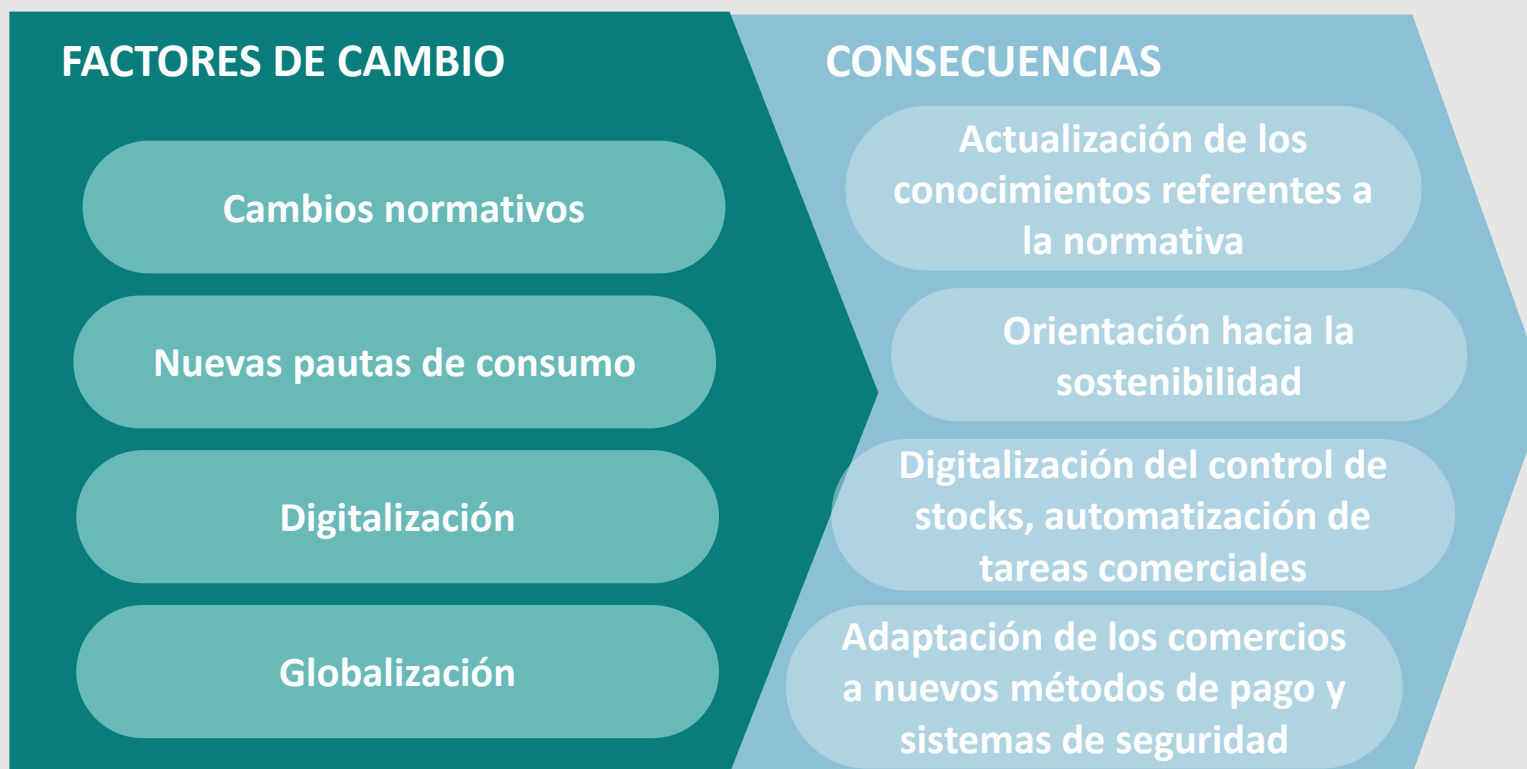 FACTORES DE CAMBIO
Cambios normativos
Nuevas pautas de consumo
Digitalización
Globalización
CONSECUENCIAS
Actualización de los
conocimientos referentes a
la normativa
Orientación hacia la
sostenibilidad
Digitalización del control de
stocks, automatización de
tareas comerciales
Adaptación de los comercios
a nuevos métodos de pago y
sistemas de seguridad